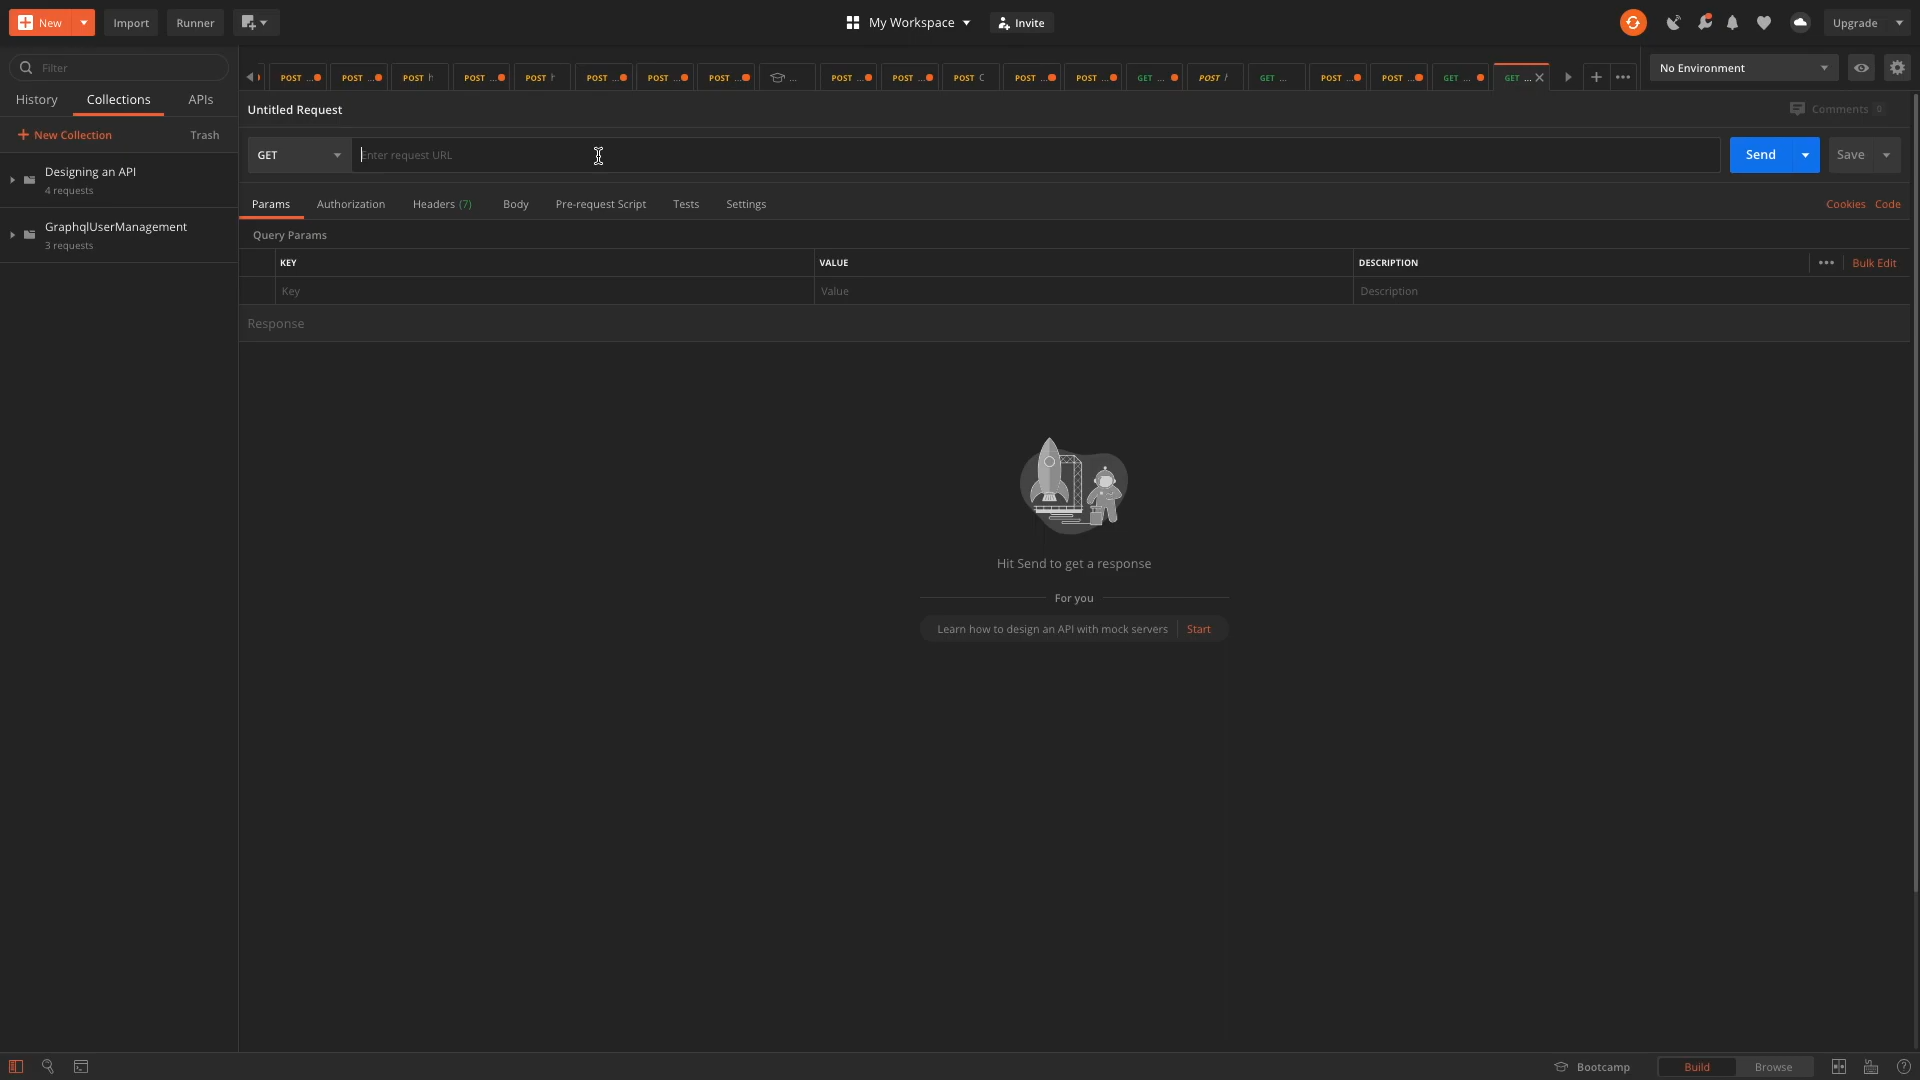 New
Import
Runner
My Workspace
Invite
Upgrade
Filter
POST ...
POST ...
POST
POST ...
POST
POST ...
POST ...
POST ...
...
POST ...
POST ...
POST C
POST ...
POST ...
GET ...
POST
GET ...
POST ...
POST ...
GET ...
GET ...
No Environment
History
Collections
APIs
Untitled Request
Comments 0
New Collection
Trash
GET
Enter request URL
Send
Save
Designing an API
4 requests
Params
Authorization
Headers (7)
Body
Pre-request Script
Tests
Settings
Cookies
Code
GraphqlUserManagement
3 requests
Query Params
KEY
VALUE
DESCRIPTION
Bulk Edit
Key
Value
Description
Response
Hit Send to get a response
For you
Learn how to design an API with mock servers
Start
Bootcamp
Build
Browse